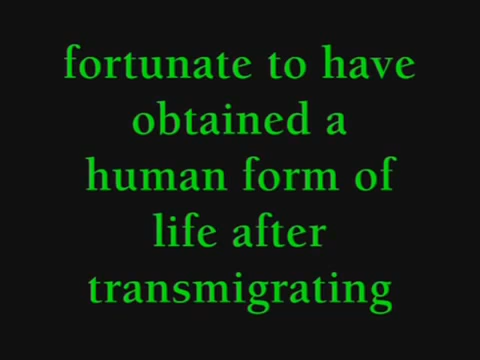 fortunate to have
obtained a
human form of
life after
transmigrating